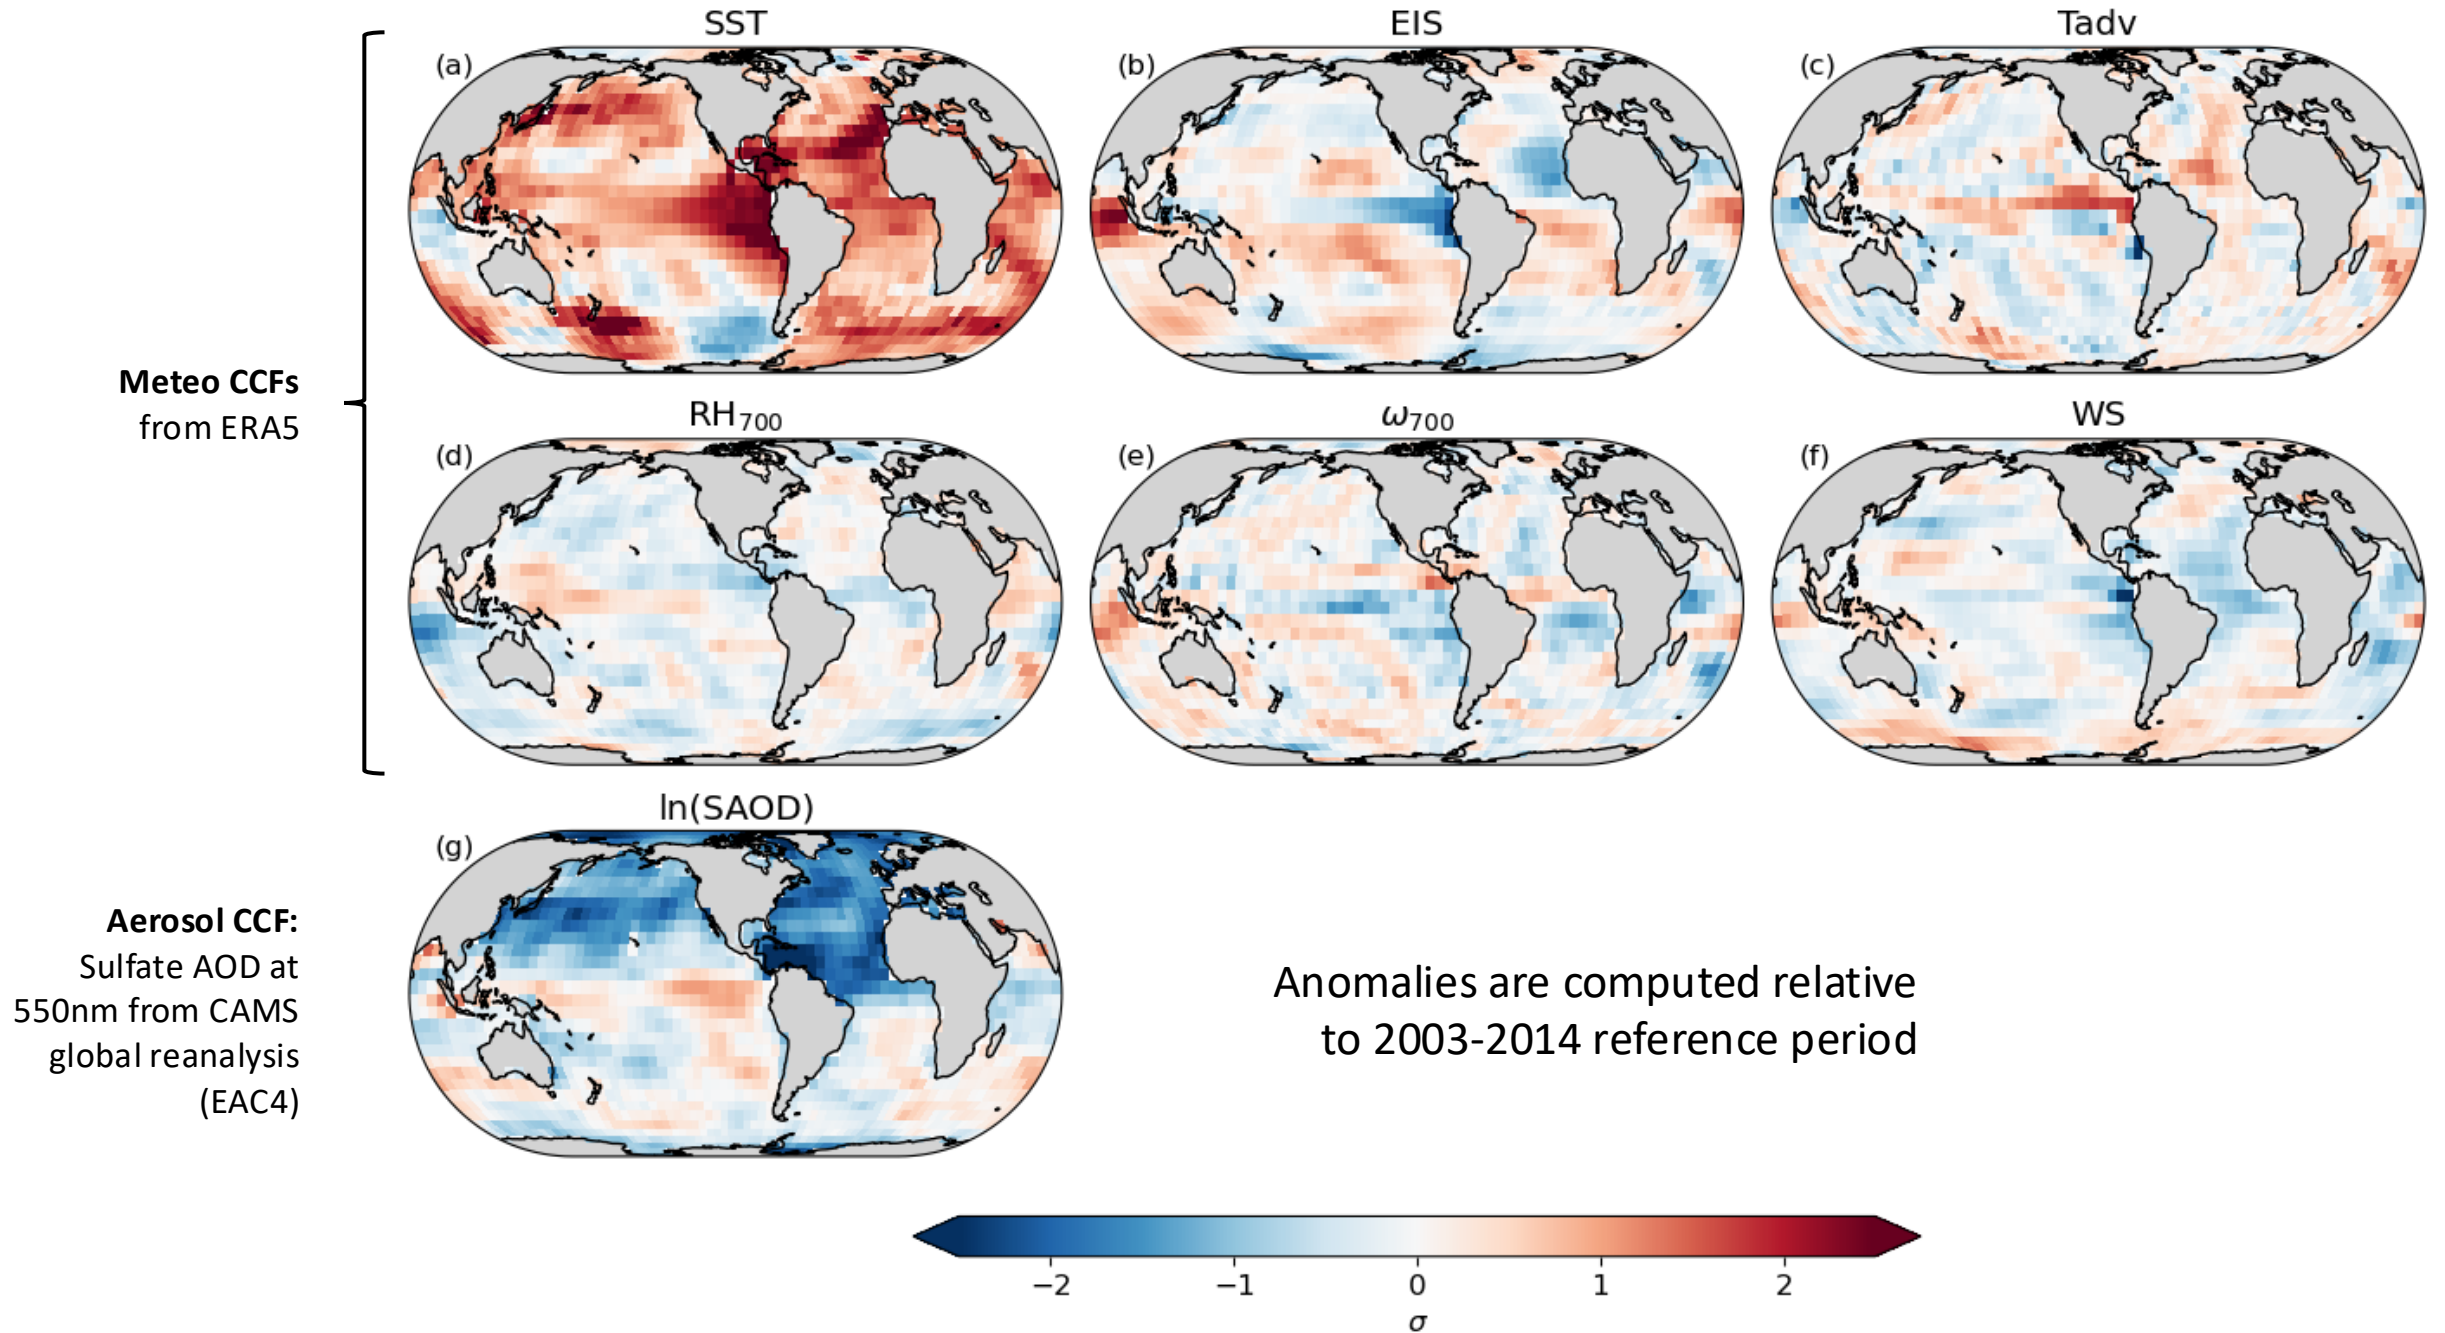 SST
EIS
Tadv
(a)
(b)
(c)
Meteo CCFs
from ERA5
RH₇₀₀
ω₇₀₀
WS
(d)
(e)
(f)
ln(SAOD)
(g)
Aerosol CCF:
Sulfate AOD at
550nm from CAMS
global reanalysis
(EAC4)
Anomalies are computed relative
to 2003-2014 reference period
−2 −1 0 1 2
σ